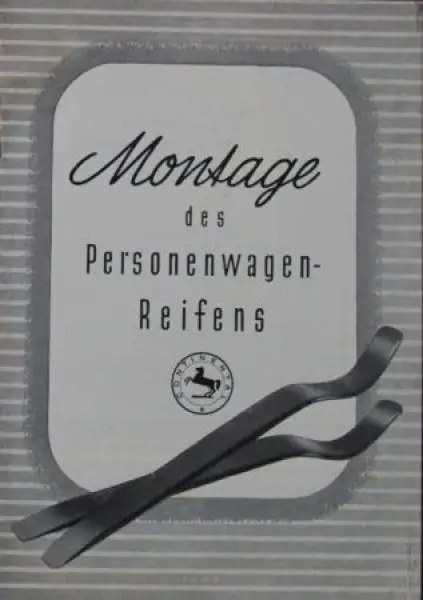 Montage
des
Personenwagen-
Reifens
CONTINENTAL